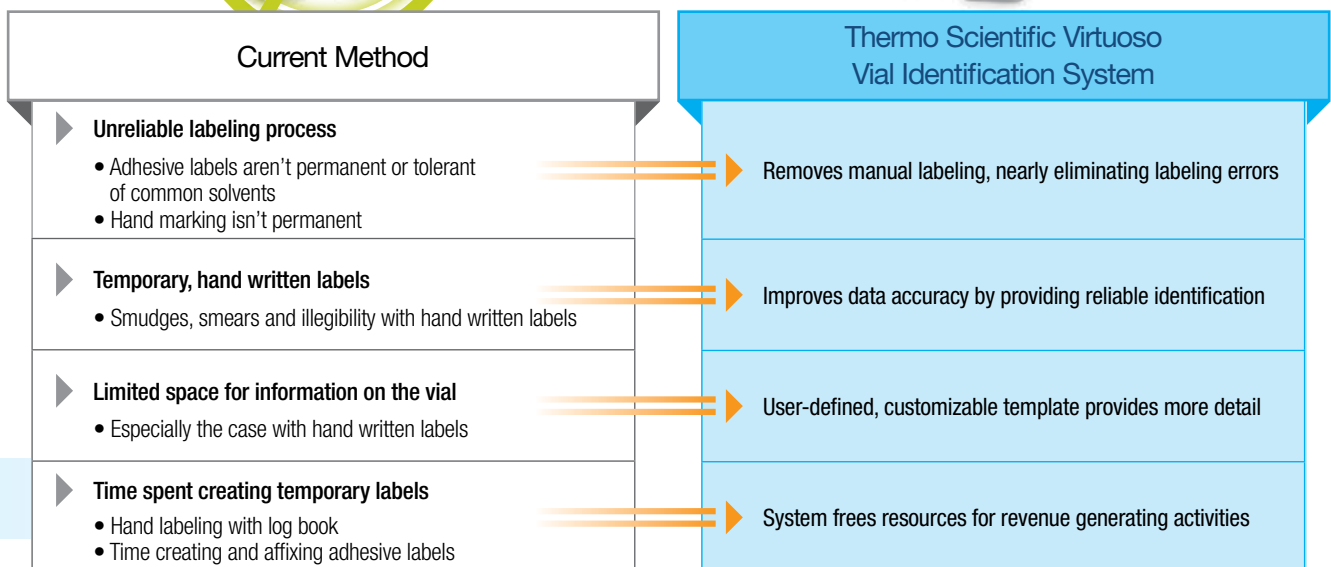 Current Method
Thermo Scientific Virtuoso
Vial Identification System
Unreliable labeling process
• Adhesive labels aren't permanent or tolerant
of common solvents
• Hand marking isn't permanent
Removes manual labeling, nearly eliminating labeling errors
Temporary, hand written labels
• Smudges, smears and illegibility with hand written labels
Improves data accuracy by providing reliable identification
Limited space for information on the vial
• Especially the case with hand written labels
User-defined, customizable template provides more detail
Time spent creating temporary labels
• Hand labeling with log book
• Time creating and affixing adhesive labels
System frees resources for revenue generating activities